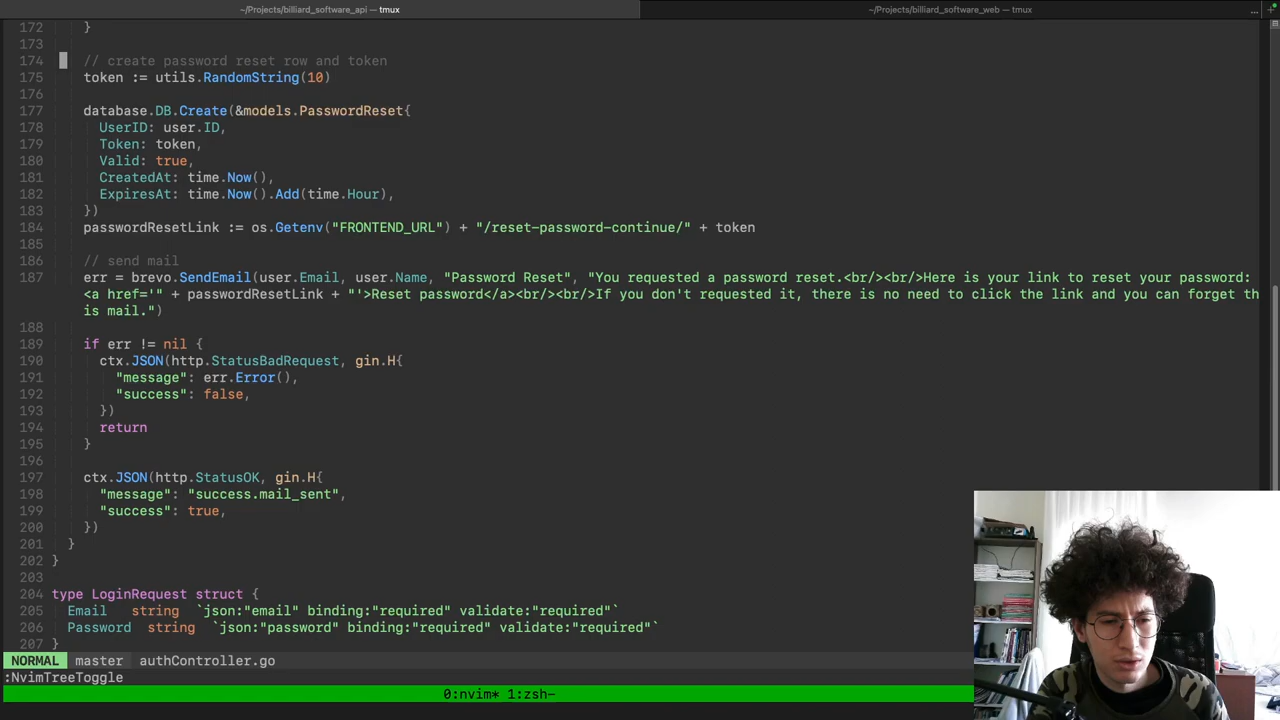 ~/Projects/billiard_software_api — tmux
~/Projects/billiard_software_web — tmux
...
+
172 }
173
174 // create password reset row and token
175 token := utils.RandomString(10)
176
177 database.DB.Create(&models.PasswordReset{
178 UserID: user.ID,
179 Token: token,
180 Valid: true,
181 CreatedAt: time.Now(),
182 ExpiresAt: time.Now().Add(time.Hour),
183 })
184 passwordResetLink := os.Getenv("FRONTEND_URL") + "/reset-password-continue/" + token
185
186 // send mail
187 err = brevo.SendEmail(user.Email, user.Name, "Password Reset", "You requested a password reset.<br/><br/>Here is your link to reset your password:
<a href='" + passwordResetLink + "'>Reset password</a><br/><br/>If you don't requested it, there is no need to click the link and you can forget th
is mail.")
188
189 if err != nil {
190 ctx.JSON(http.StatusBadRequest, gin.H{
191 "message": err.Error(),
192 "success": false,
193 })
194 return
195 }
196
197 ctx.JSON(http.StatusOK, gin.H{
198 "message": "success.mail_sent",
199 "success": true,
200 })
201 }
202 }
203
204 type LoginRequest struct {
205 Email string `json:"email" binding:"required" validate:"required"`
206 Password string `json:"password" binding:"required" validate:"required"`
207 }
NORMAL master authController.go
:NvimTreeToggle
0:nvim* 1:zsh-